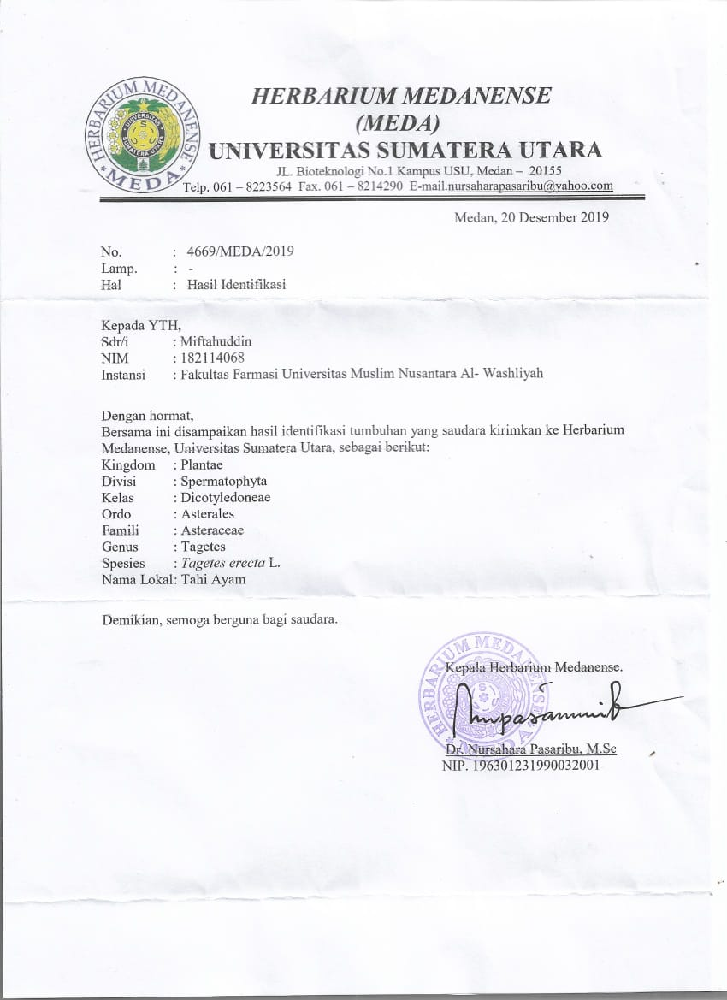 HERBARIUM MEDANENSE
(MEDA)
UNIVERSITAS SUMATERA UTARA
JL. Bioteknologi No.1 Kampus USU, Medan – 20155
Telp. 061 – 8223564 Fax. 061 – 8214290 E-mail.nursaharapasaribu@yahoo.com
HERBARIUM MEDANENSE
* MEDA *
UNIVERSITAS
SUMATERA UTARA
Medan, 20 Desember 2019
No. : 4669/MEDA/2019
Lamp. : -
Hal : Hasil Identifikasi
Kepada YTH,
Sdr/i : Miftahuddin
NIM : 182114068
Instansi : Fakultas Farmasi Universitas Muslim Nusantara Al- Washliyah
Dengan hormat,
Bersama ini disampaikan hasil identifikasi tumbuhan yang saudara kirimkan ke Herbarium
Medanense, Universitas Sumatera Utara, sebagai berikut:
Kingdom : Plantae
Divisi : Spermatophyta
Kelas : Dicotyledoneae
Ordo : Asterales
Famili : Asteraceae
Genus : Tagetes
Spesies : Tagetes erecta L.
Nama Lokal: Tahi Ayam
Demikian, semoga berguna bagi saudara.
Kepala Herbarium Medanense.
HERBARIUM MEDANENSE
* MEDA *
Dr. Nursahara Pasaribu, M.Sc
NIP. 196301231990032001